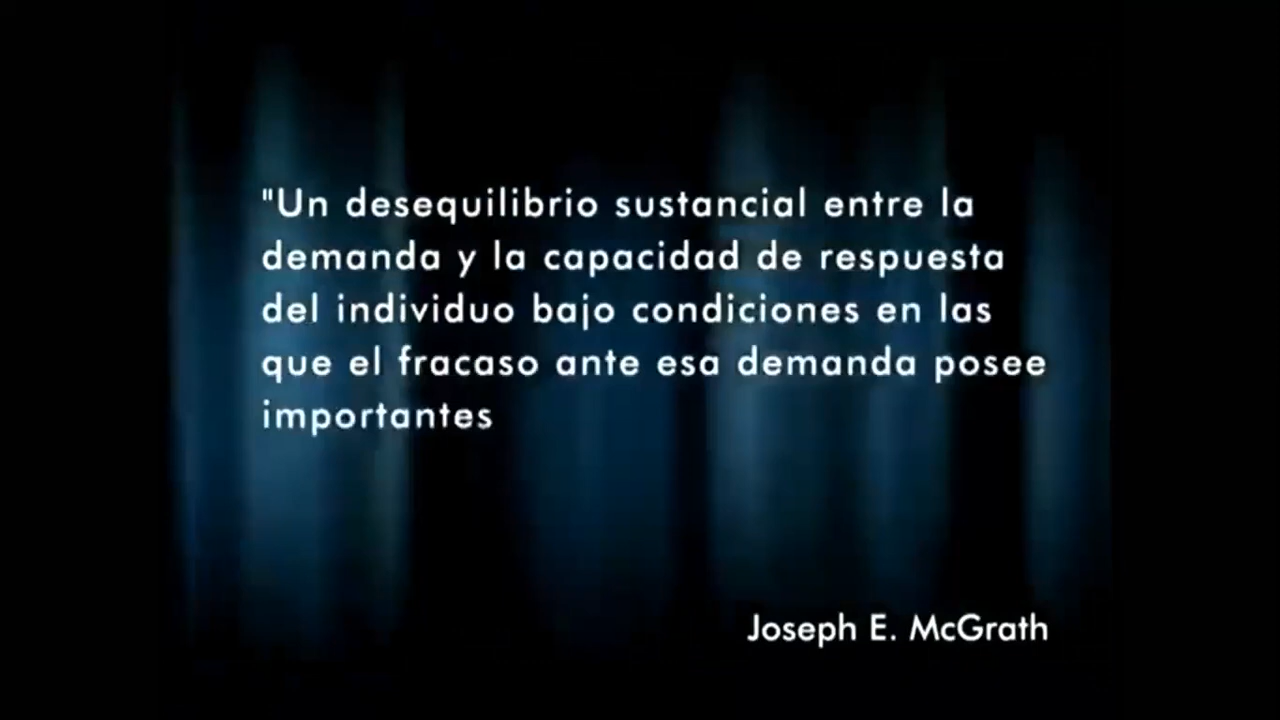 "Un desequilibrio sustancial entre la
demanda y la capacidad de respuesta
del individuo bajo condiciones en las
que el fracaso ante esa demanda posee
importantes
Joseph E. McGrath